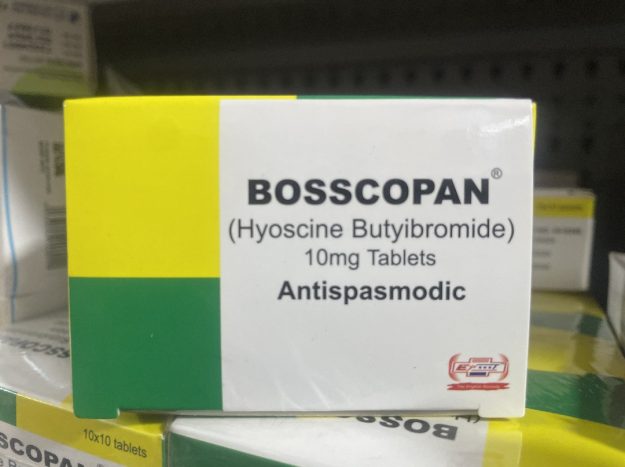 BOSSCOPAN®
(Hyoscine Butyibromide)
10mg Tablets
Antispasmodic
10x10 tablets
SCOPAN
BOSS